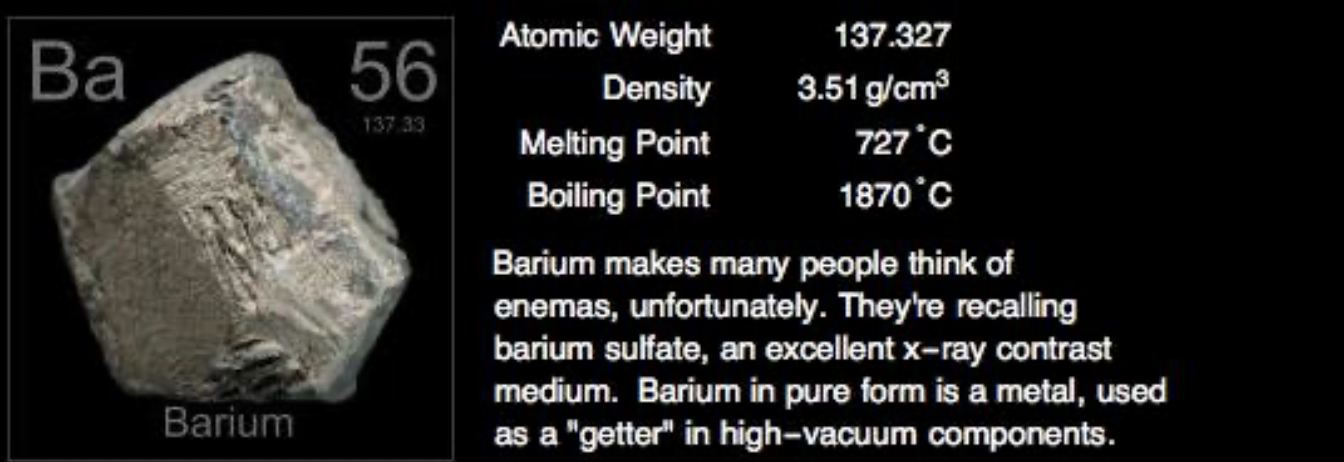 Ba 56
137.33
Barium
Atomic Weight 137.327
Density 3.51 g/cm³
Melting Point 727 °C
Boiling Point 1870 °C
Barium makes many people think of
enemas, unfortunately. They're recalling
barium sulfate, an excellent x–ray contrast
medium.  Barium in pure form is a metal, used
as a "getter" in high–vacuum components.